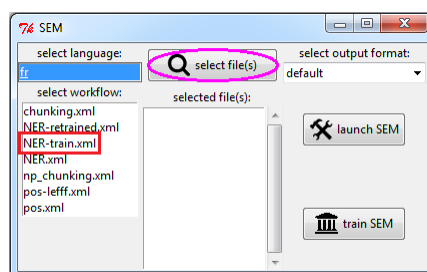 SEM
select language:
select file(s)
select output format:
fr
default
select workflow:
selected file(s):
chunking.xml
NER-retrained.xml
NER-train.xml
NER.xml
np_chunking.xml
pos-lefff.xml
pos.xml
launch SEM
train SEM